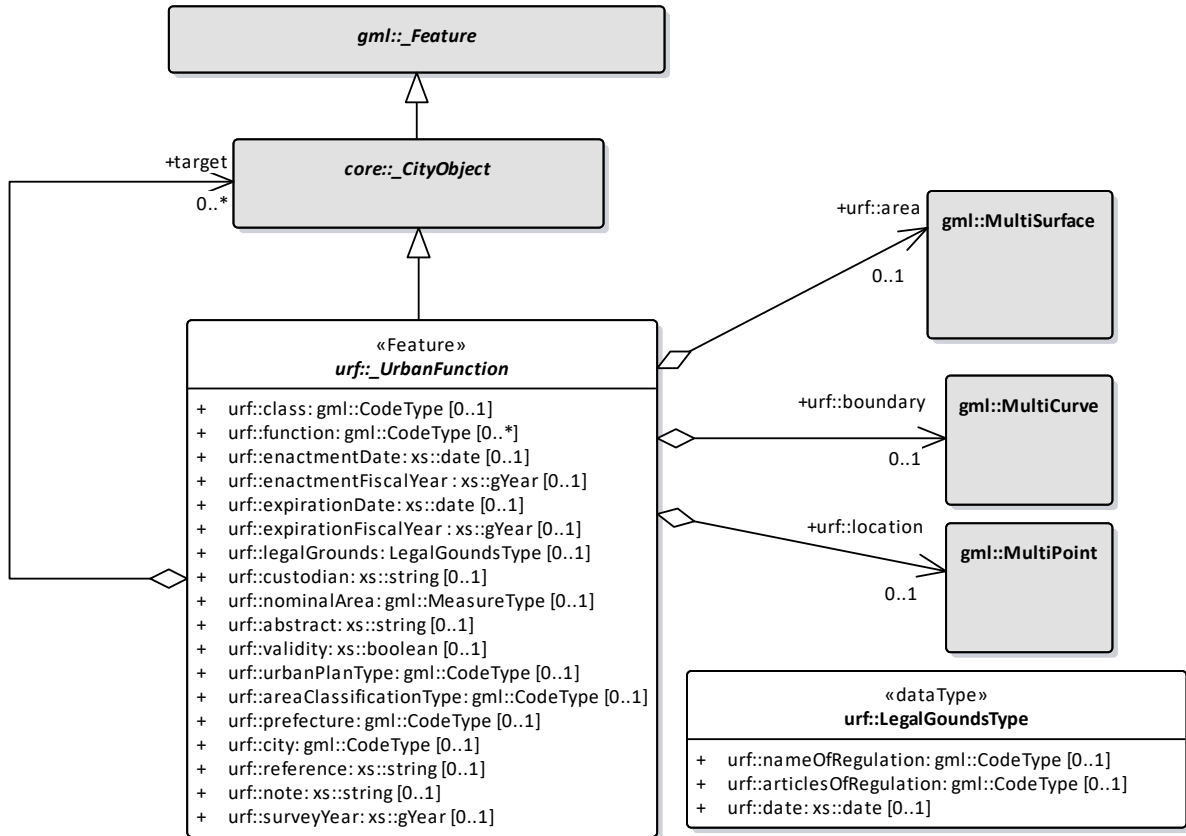 gml::_Feature
core::_CityObject
+target
0..*
+urf::area
0..1
gml::MultiSurface
«Feature»
urf::_UrbanFunction
+ urf::class: gml::CodeType [0..1]
+ urf::function: gml::CodeType [0..*]
+ urf::enactmentDate: xs::date [0..1]
+ urf::enactmentFiscalYear : xs::gYear [0..1]
+ urf::expirationDate: xs::date [0..1]
+ urf::expirationFiscalYear : xs::gYear [0..1]
+ urf::legalGrounds: LegalGoundsType [0..1]
+ urf::custodian: xs::string [0..1]
+ urf::nominalArea: gml::MeasureType [0..1]
+ urf::abstract: xs::string [0..1]
+ urf::validity: xs::boolean [0..1]
+ urf::urbanPlanType: gml::CodeType [0..1]
+ urf::areaClassificationType: gml::CodeType [0..1]
+ urf::prefecture: gml::CodeType [0..1]
+ urf::city: gml::CodeType [0..1]
+ urf::reference: xs::string [0..1]
+ urf::note: xs::string [0..1]
+ urf::surveyYear: xs::gYear [0..1]
+urf::boundary
0..1
gml::MultiCurve
+urf::location
0..1
gml::MultiPoint
«dataType»
urf::LegalGoundsType
+ urf::nameOfRegulation: gml::CodeType [0..1]
+ urf::articlesOfRegulation: gml::CodeType [0..1]
+ urf::date: xs::date [0..1]